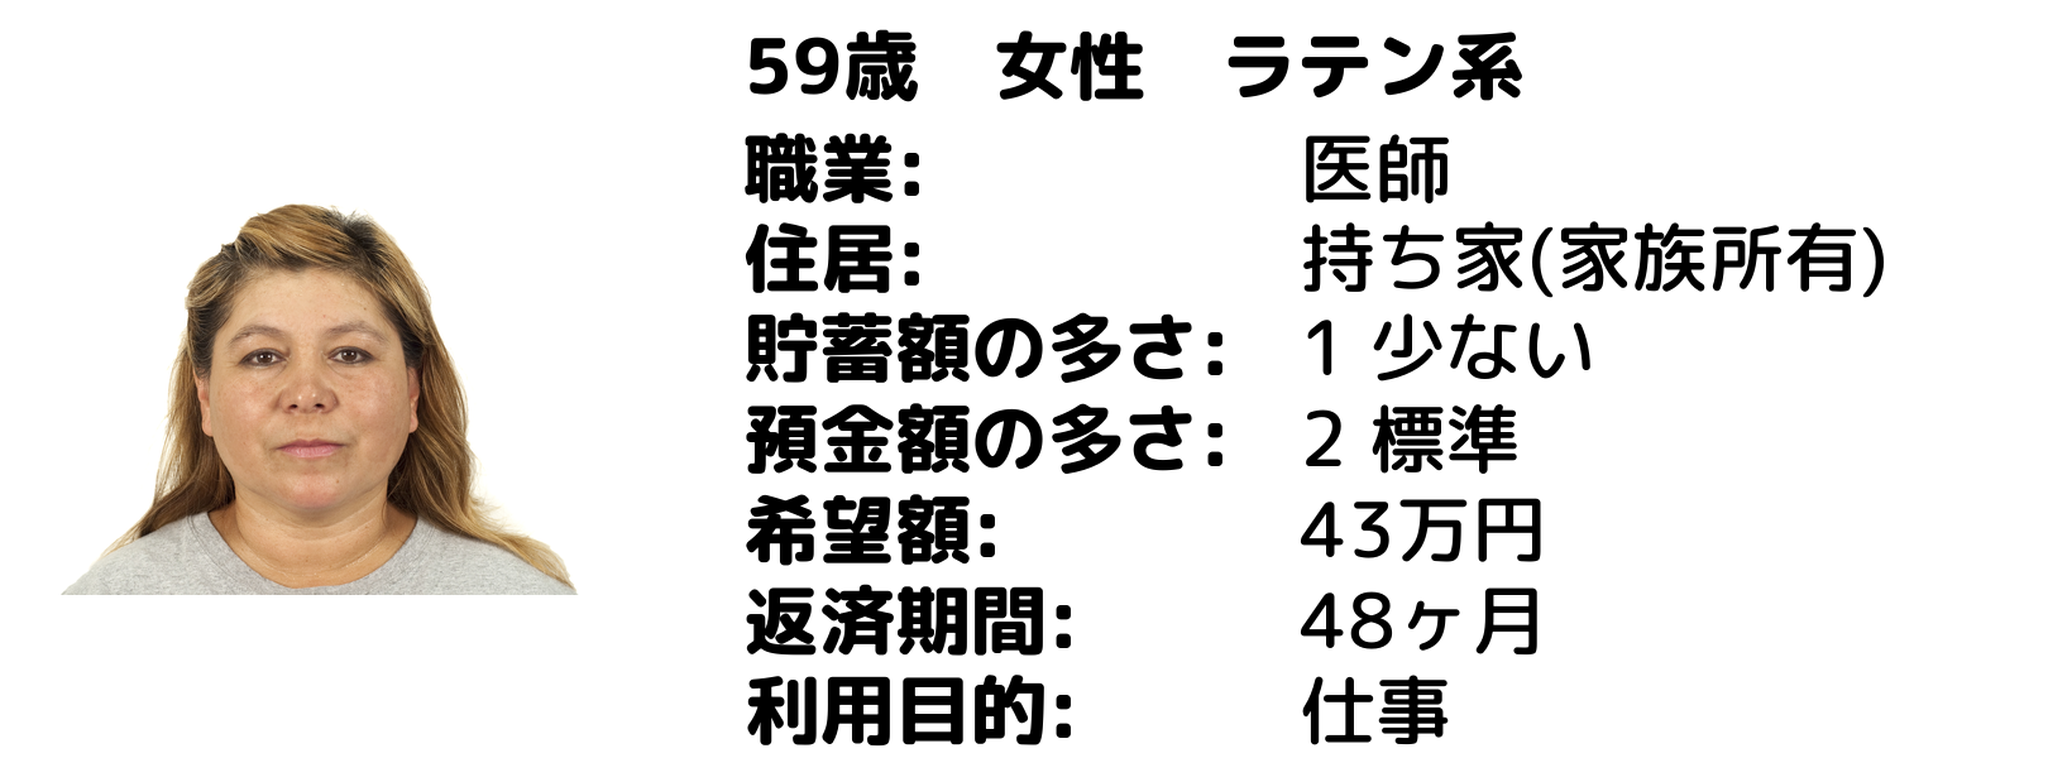 59歳　女性　ラテン系
職業:　医師
住居:　持ち家(家族所有)
貯蓄額の多さ:　1 少ない
預金額の多さ:　2 標準
希望額:　43万円
返済期間:　48ヶ月
利用目的:　仕事